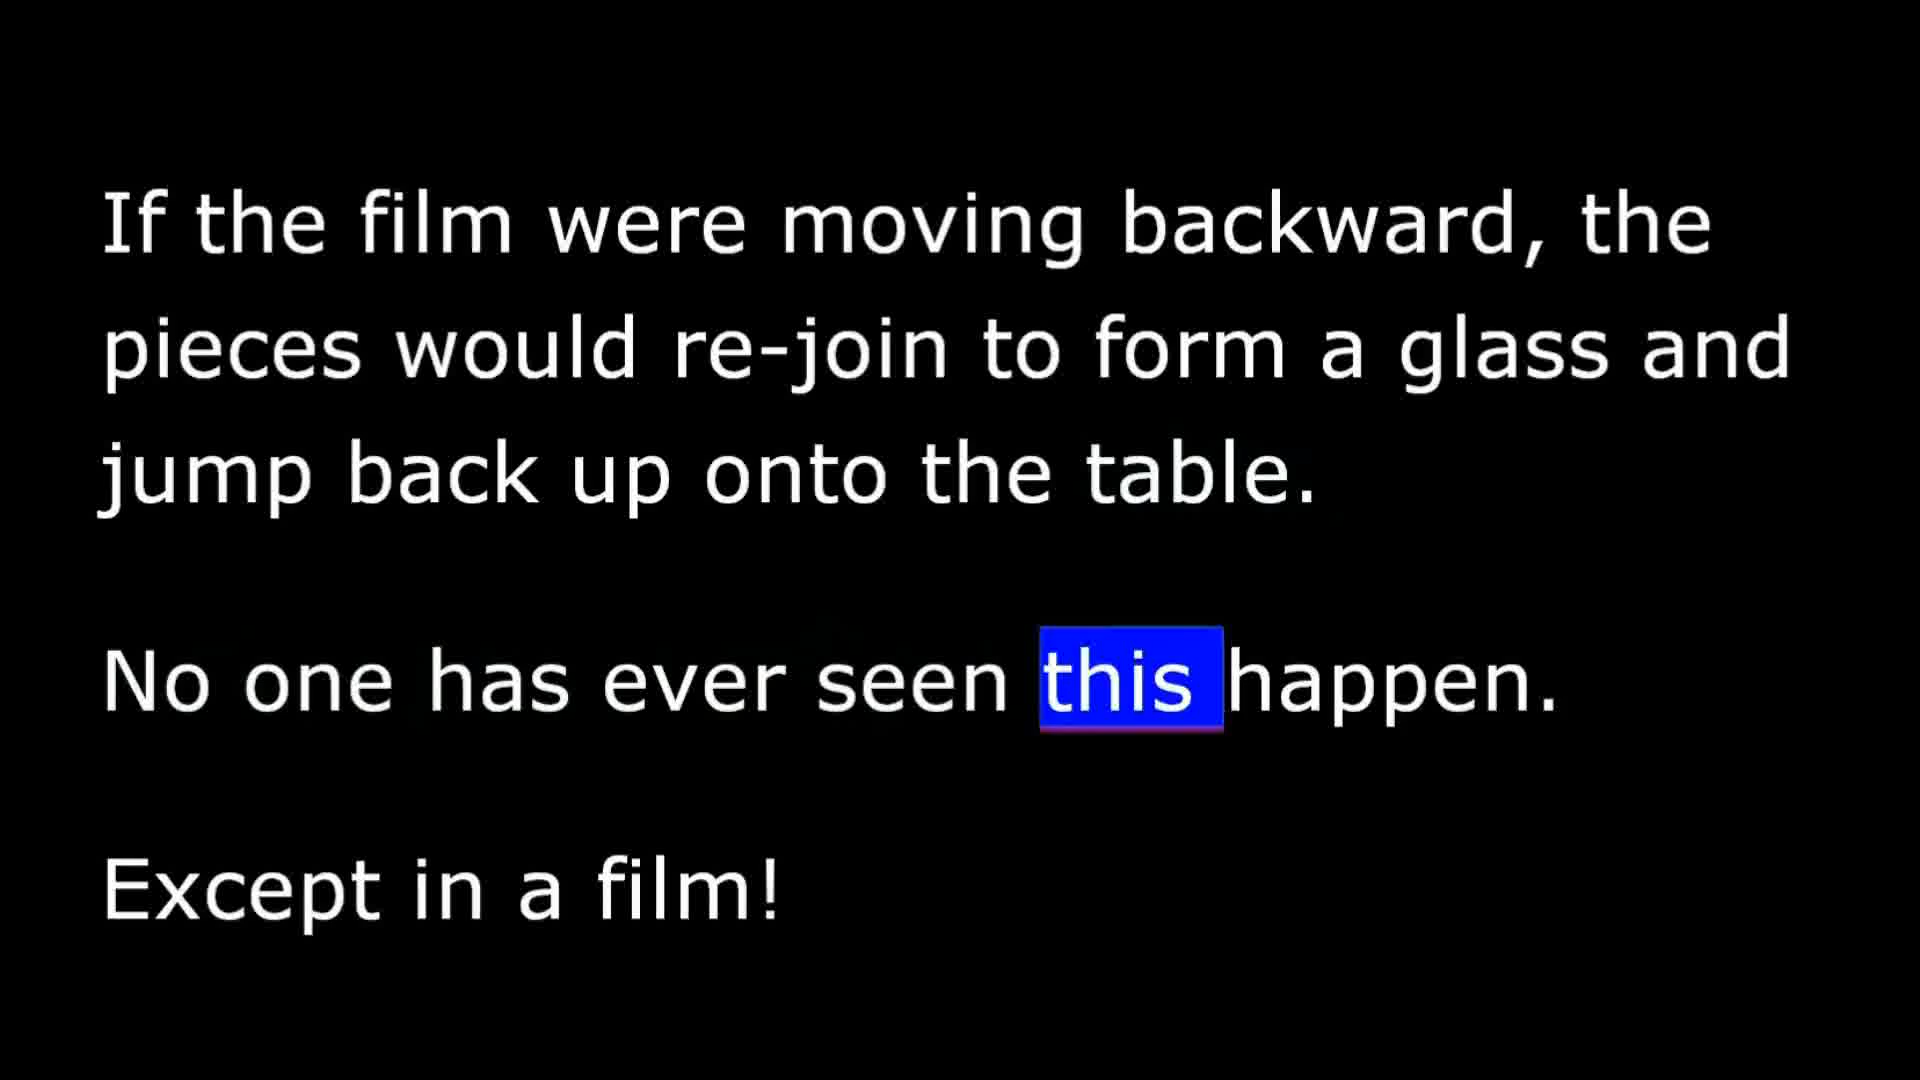 If the film were moving backward, the
pieces would re-join to form a glass and
jump back up onto the table.
No one has ever seen this happen.
Except in a film!